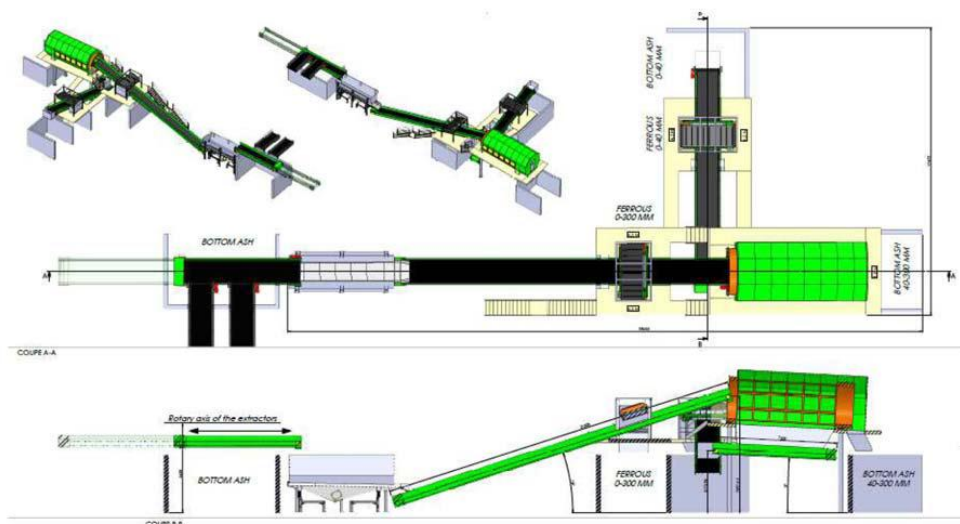 BOTTOM ASH
0-40 MM
FERROUS
0-40 MM
FERROUS
0-300 MM
BOTTOM ASH
BOTTOM ASH
40-300 MM
A
A
COUPE A-A
Rotary axis of the extractors
BOTTOM ASH
FERROUS
0-300 MM
BOTTOM ASH
40-300 MM